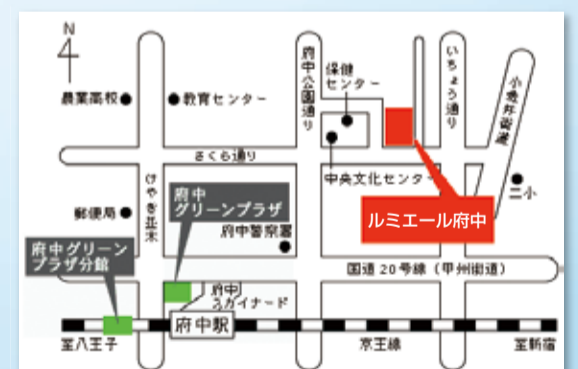 N
農業高校
教育センター
府中公園通り
保健
センター
いちょう通り
小金井街道
さくら通り
中央文化センター
二小
けやき並木
府中
グリーンプラザ
郵便局
府中警察署
ルミエール府中
府中グリーン
プラザ分館
国道20号線（甲州街道）
府中
スカイナード
府中駅
至八王子
京王線
至新宿